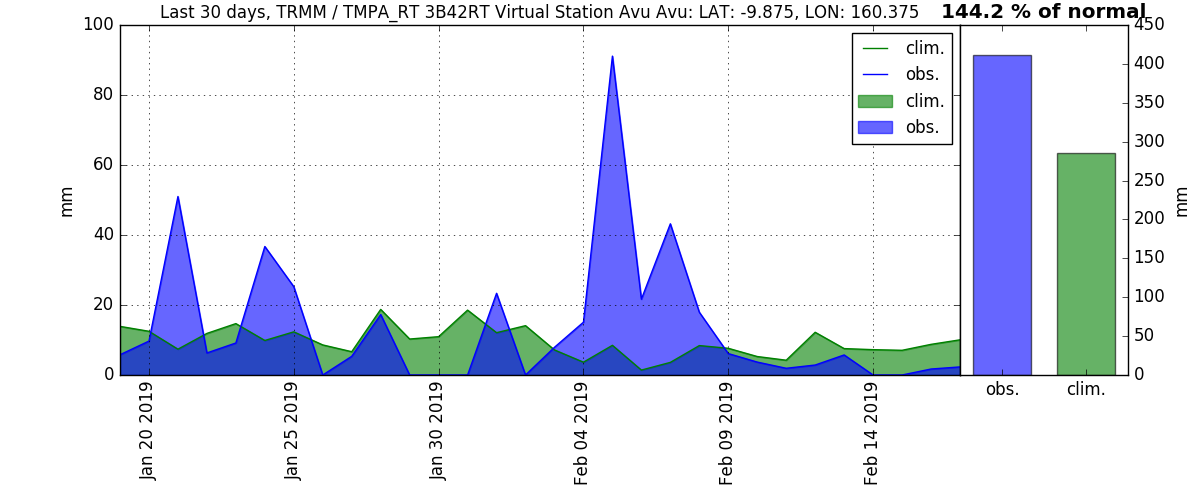 Last 30 days, TRMM / TMPA_RT 3B42RT Virtual Station Avu Avu: LAT: -9.875, LON: 160.375
144.2 % of normal
100
80
60
40
20
0
mm
clim.
obs.
clim.
obs.
Jan 20 2019
Jan 25 2019
Jan 30 2019
Feb 04 2019
Feb 09 2019
Feb 14 2019
450
400
350
300
250
200
150
100
50
0
mm
obs.
clim.